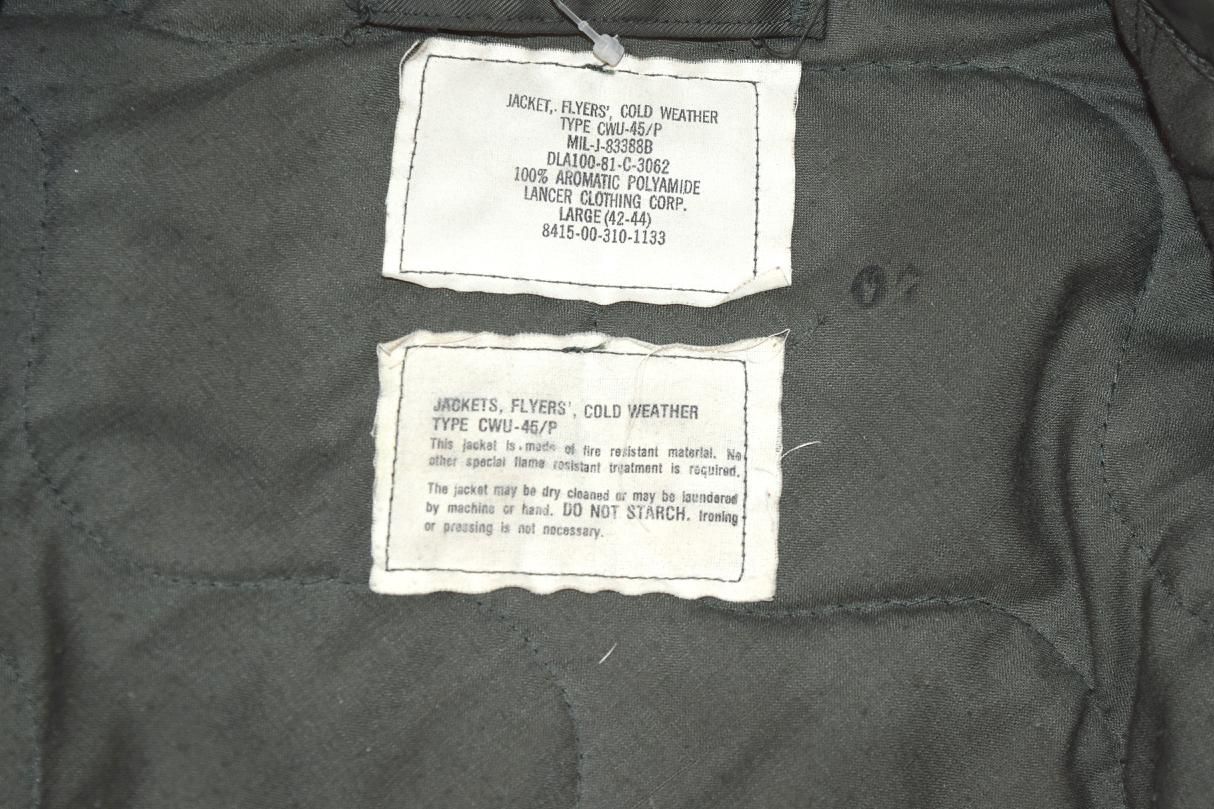 JACKET, FLYERS', COLD WEATHER
TYPE CWU-45/P
MIL-J-83388B
DLA100-81-C-3062
100% AROMATIC POLYAMIDE
LANCER CLOTHING CORP.
LARGE (42-44)
8415-00-310-1133
JACKETS, FLYERS', COLD WEATHER
TYPE CWU-45/P
This jacket is made of fire resistant material. No
other special flame resistant treatment is required.
The jacket may be dry cleaned or may be laundered
by machine or hand. DO NOT STARCH. Ironing
or pressing is not necessary.